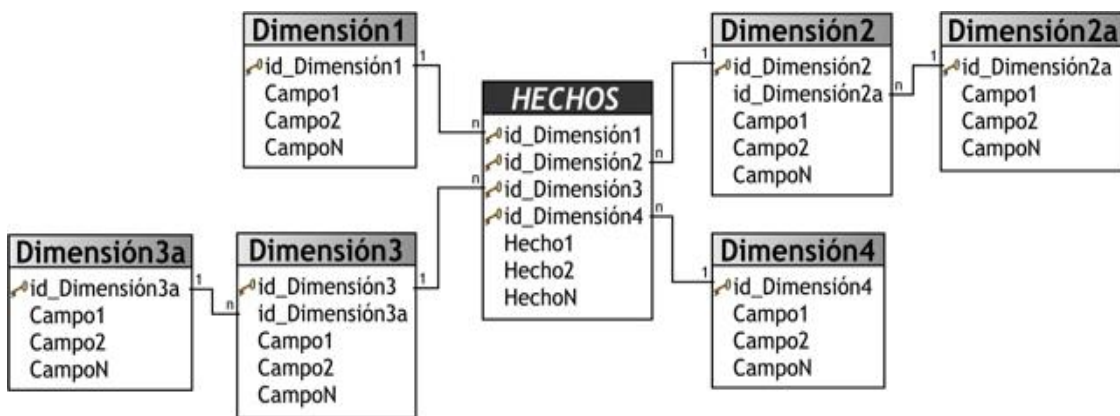 Dimensión1
id_Dimensión1
Campo1
Campo2
CampoN
1
n
HECHOS
id_Dimensión1
id_Dimensión2
id_Dimensión3
id_Dimensión4
Hecho1
Hecho2
HechoN
n
n
n
Dimensión2
id_Dimensión2
id_Dimensión2a
Campo1
Campo2
CampoN
1
n
Dimensión2a
id_Dimensión2a
Campo1
Campo2
CampoN
1
Dimensión3a
id_Dimensión3a
Campo1
Campo2
CampoN
1
n
Dimensión3
id_Dimensión3
id_Dimensión3a
Campo1
Campo2
CampoN
1
Dimensión4
id_Dimensión4
Campo1
Campo2
CampoN
1